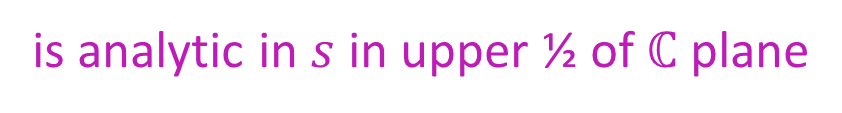 is analytic in 𝑠 in upper ½ of ℂ plane